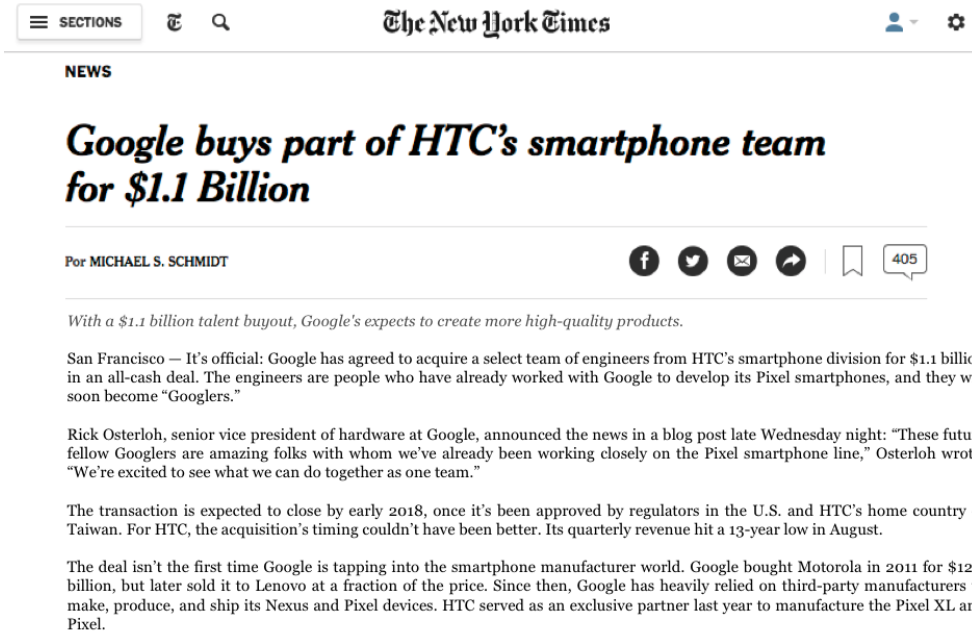 SECTIONS
The New York Times
NEWS
Google buys part of HTC’s smartphone team
for $1.1 Billion
Por MICHAEL S. SCHMIDT
405
With a $1.1 billion talent buyout, Google's expects to create more high-quality products.
San Francisco — It’s official: Google has agreed to acquire a select team of engineers from HTC’s smartphone division for $1.1
in an all-cash deal. The engineers are people who have already worked with Google to develop its Pixel smartphones, and they
soon become “Googlers.”
Rick Osterloh, senior vice president of hardware at Google, announced the news in a blog post late Wednesday night: “These
fellow Googlers are amazing folks with whom we’ve already been working closely on the Pixel smartphone line,” Osterloh
“We’re excited to see what we can do together as one team.”
The transaction is expected to close by early 2018, once it’s been approved by regulators in the U.S. and HTC’s home country
Taiwan. For HTC, the acquisition’s timing couldn’t have been better. Its quarterly revenue hit a 13-year low in August.
The deal isn’t the first time Google is tapping into the smartphone manufacturer world. Google bought Motorola in 2011 for $12
billion, but later sold it to Lenovo at a fraction of the price. Since then, Google has heavily relied on third-party manufacturers
make, produce, and ship its Nexus and Pixel devices. HTC served as an exclusive partner last year to manufacture the Pixel XL
Pixel.